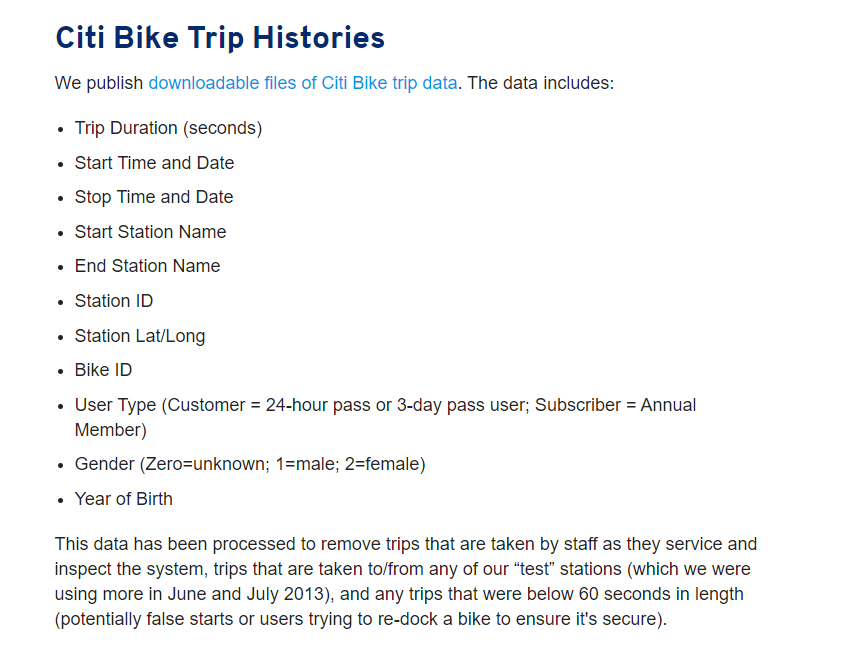 Citi Bike Trip Histories
We publish downloadable files of Citi Bike trip data. The data includes:
• Trip Duration (seconds)
• Start Time and Date
• Stop Time and Date
• Start Station Name
• End Station Name
• Station ID
• Station Lat/Long
• Bike ID
• User Type (Customer = 24-hour pass or 3-day pass user; Subscriber = Annual
Member)
• Gender (Zero=unknown; 1=male; 2=female)
• Year of Birth
This data has been processed to remove trips that are taken by staff as they service and
inspect the system, trips that are taken to/from any of our “test” stations (which we were
using more in June and July 2013), and any trips that were below 60 seconds in length
(potentially false starts or users trying to re-dock a bike to ensure it's secure).